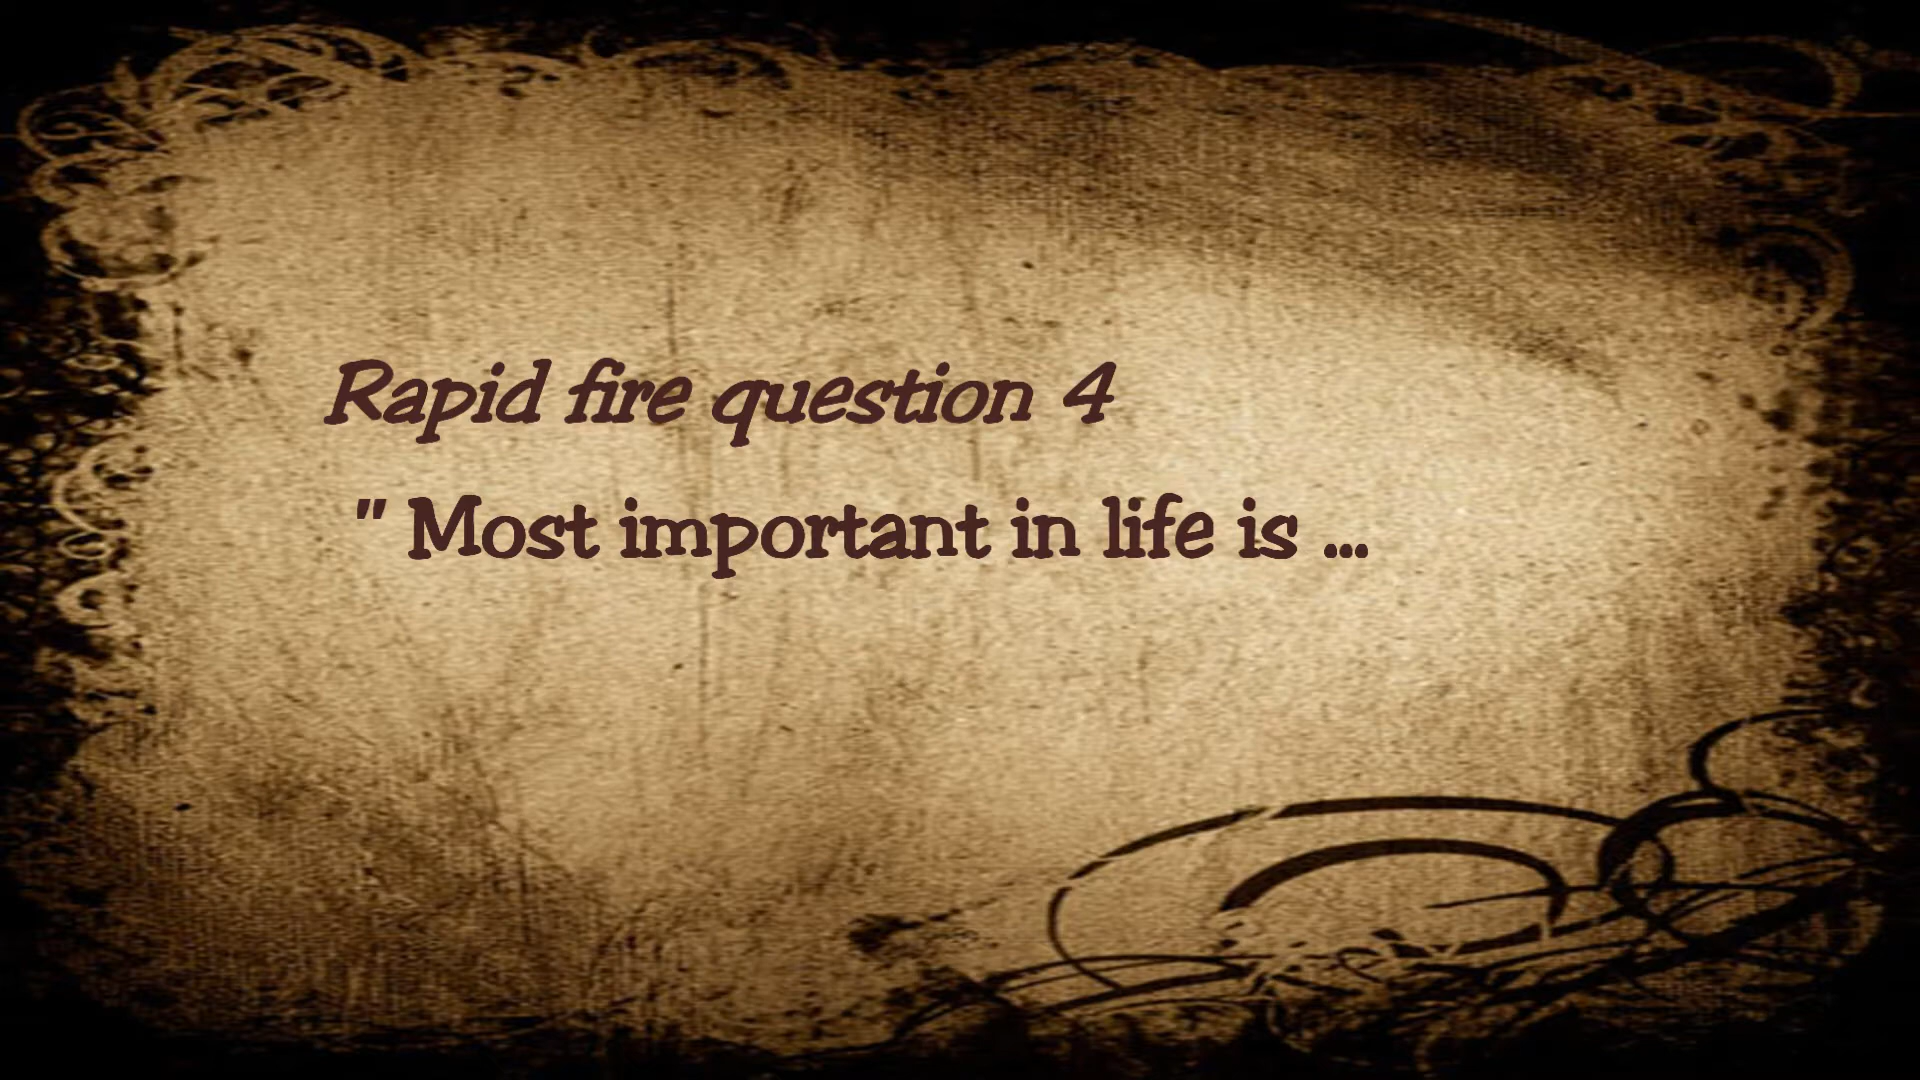 Rapid fire question 4
" Most important in life is ...